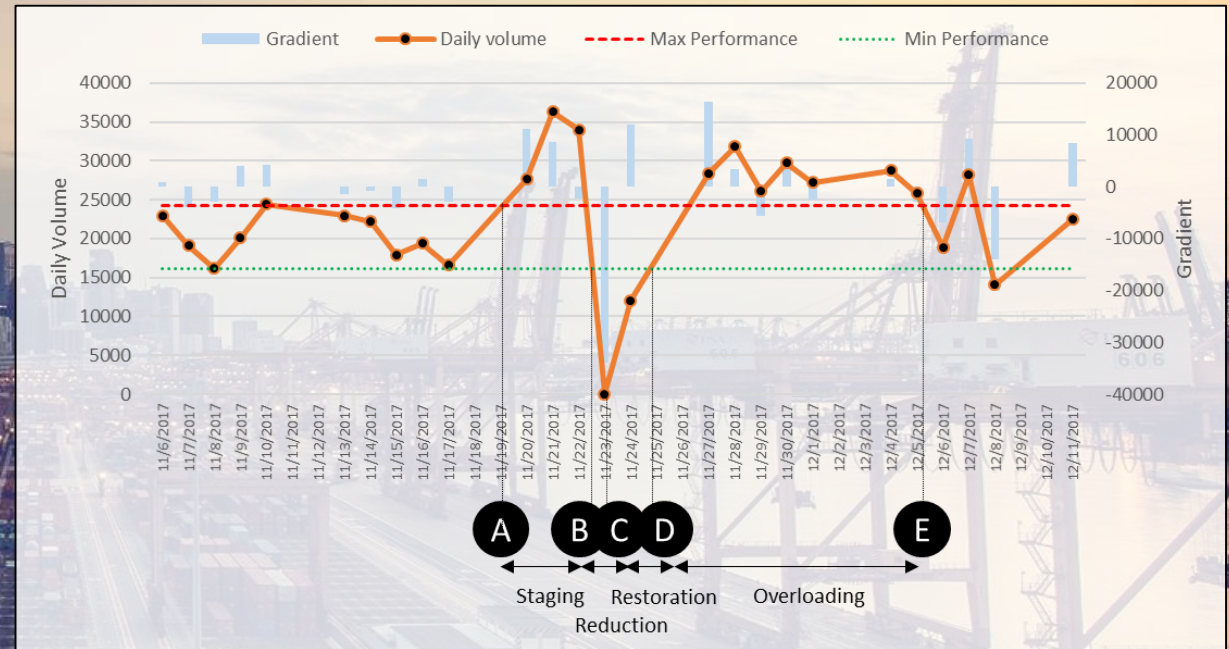 Gradient Daily volume Max Performance Min Performance
40000 20000
35000
30000 10000
25000 0
20000
15000 -10000
10000 -20000
5000 -30000
0 -40000
Daily Volume
Gradient
11/6/2017 11/7/2017 11/8/2017 11/9/2017 11/10/2017 11/11/2017 11/12/2017 11/13/2017 11/14/2017 11/15/2017 11/16/2017 11/17/2017 11/18/2017 11/19/2017 11/20/2017 11/21/2017 11/22/2017 11/23/2017 11/24/2017 11/25/2017 11/26/2017 11/27/2017 11/28/2017 11/29/2017 11/30/2017 12/1/2017 12/2/2017 12/3/2017 12/4/2017 12/5/2017 12/6/2017 12/7/2017 12/8/2017 12/9/2017 12/10/2017 12/11/2017
606
A B C D E
Staging Restoration Overloading
Reduction